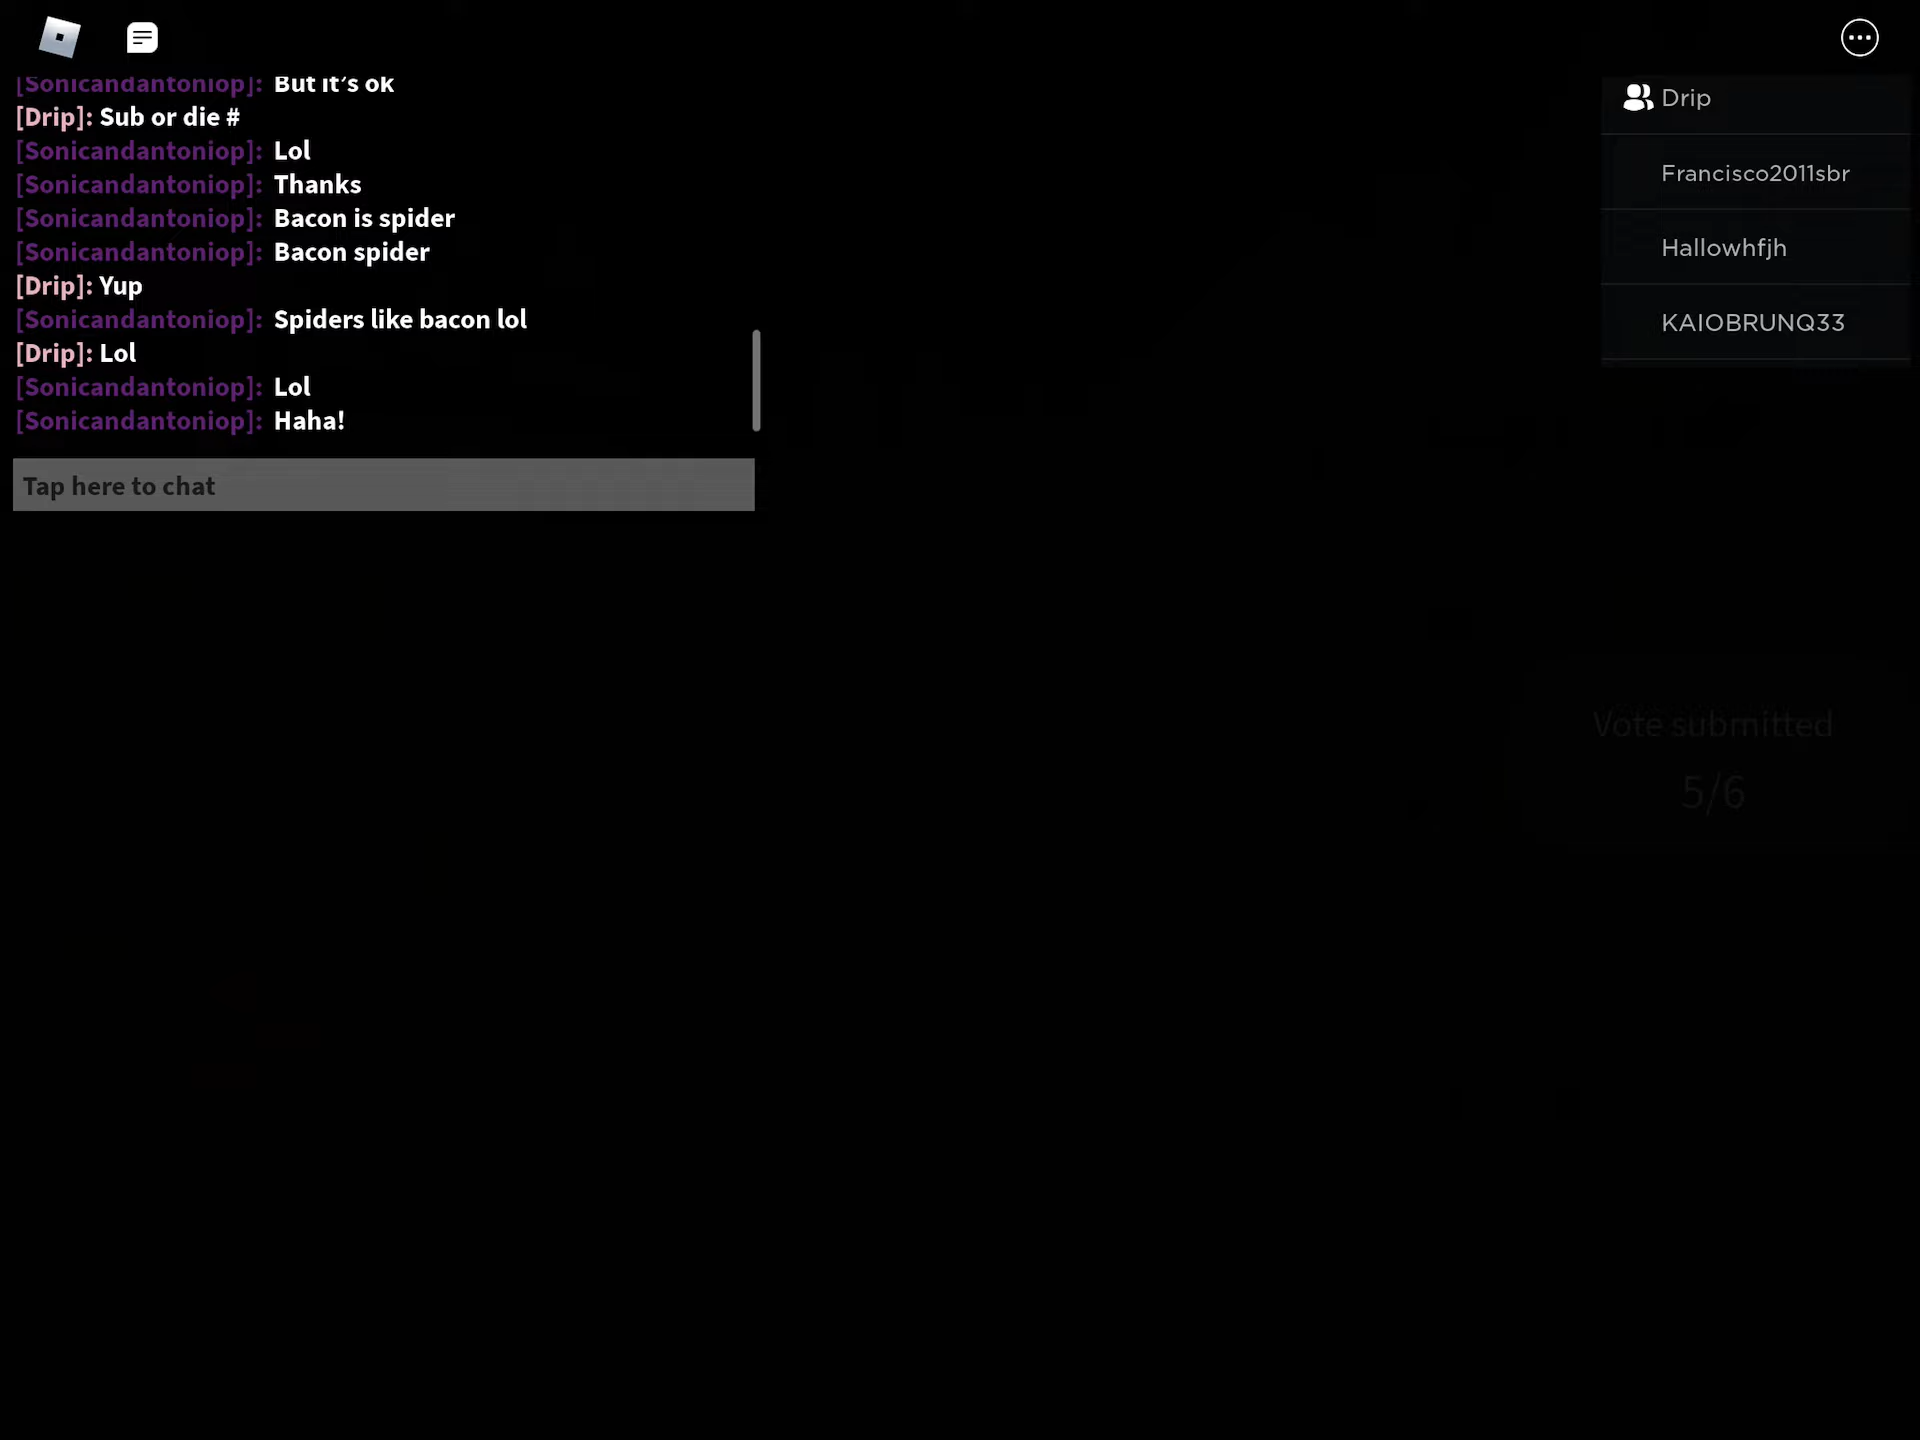 [Sonicandantoniop]: But it's ok
[Drip]: Sub or die #
[Sonicandantoniop]: Lol
[Sonicandantoniop]: Thanks
[Sonicandantoniop]: Bacon is spider
[Sonicandantoniop]: Bacon spider
[Drip]: Yup
[Sonicandantoniop]: Spiders like bacon lol
[Drip]: Lol
[Sonicandantoniop]: Lol
[Sonicandantoniop]: Haha!
Tap here to chat
Drip
Francisco2011sbr
Hallowhfjh
KAIOBRUNQ33
Vote submitted
5/6